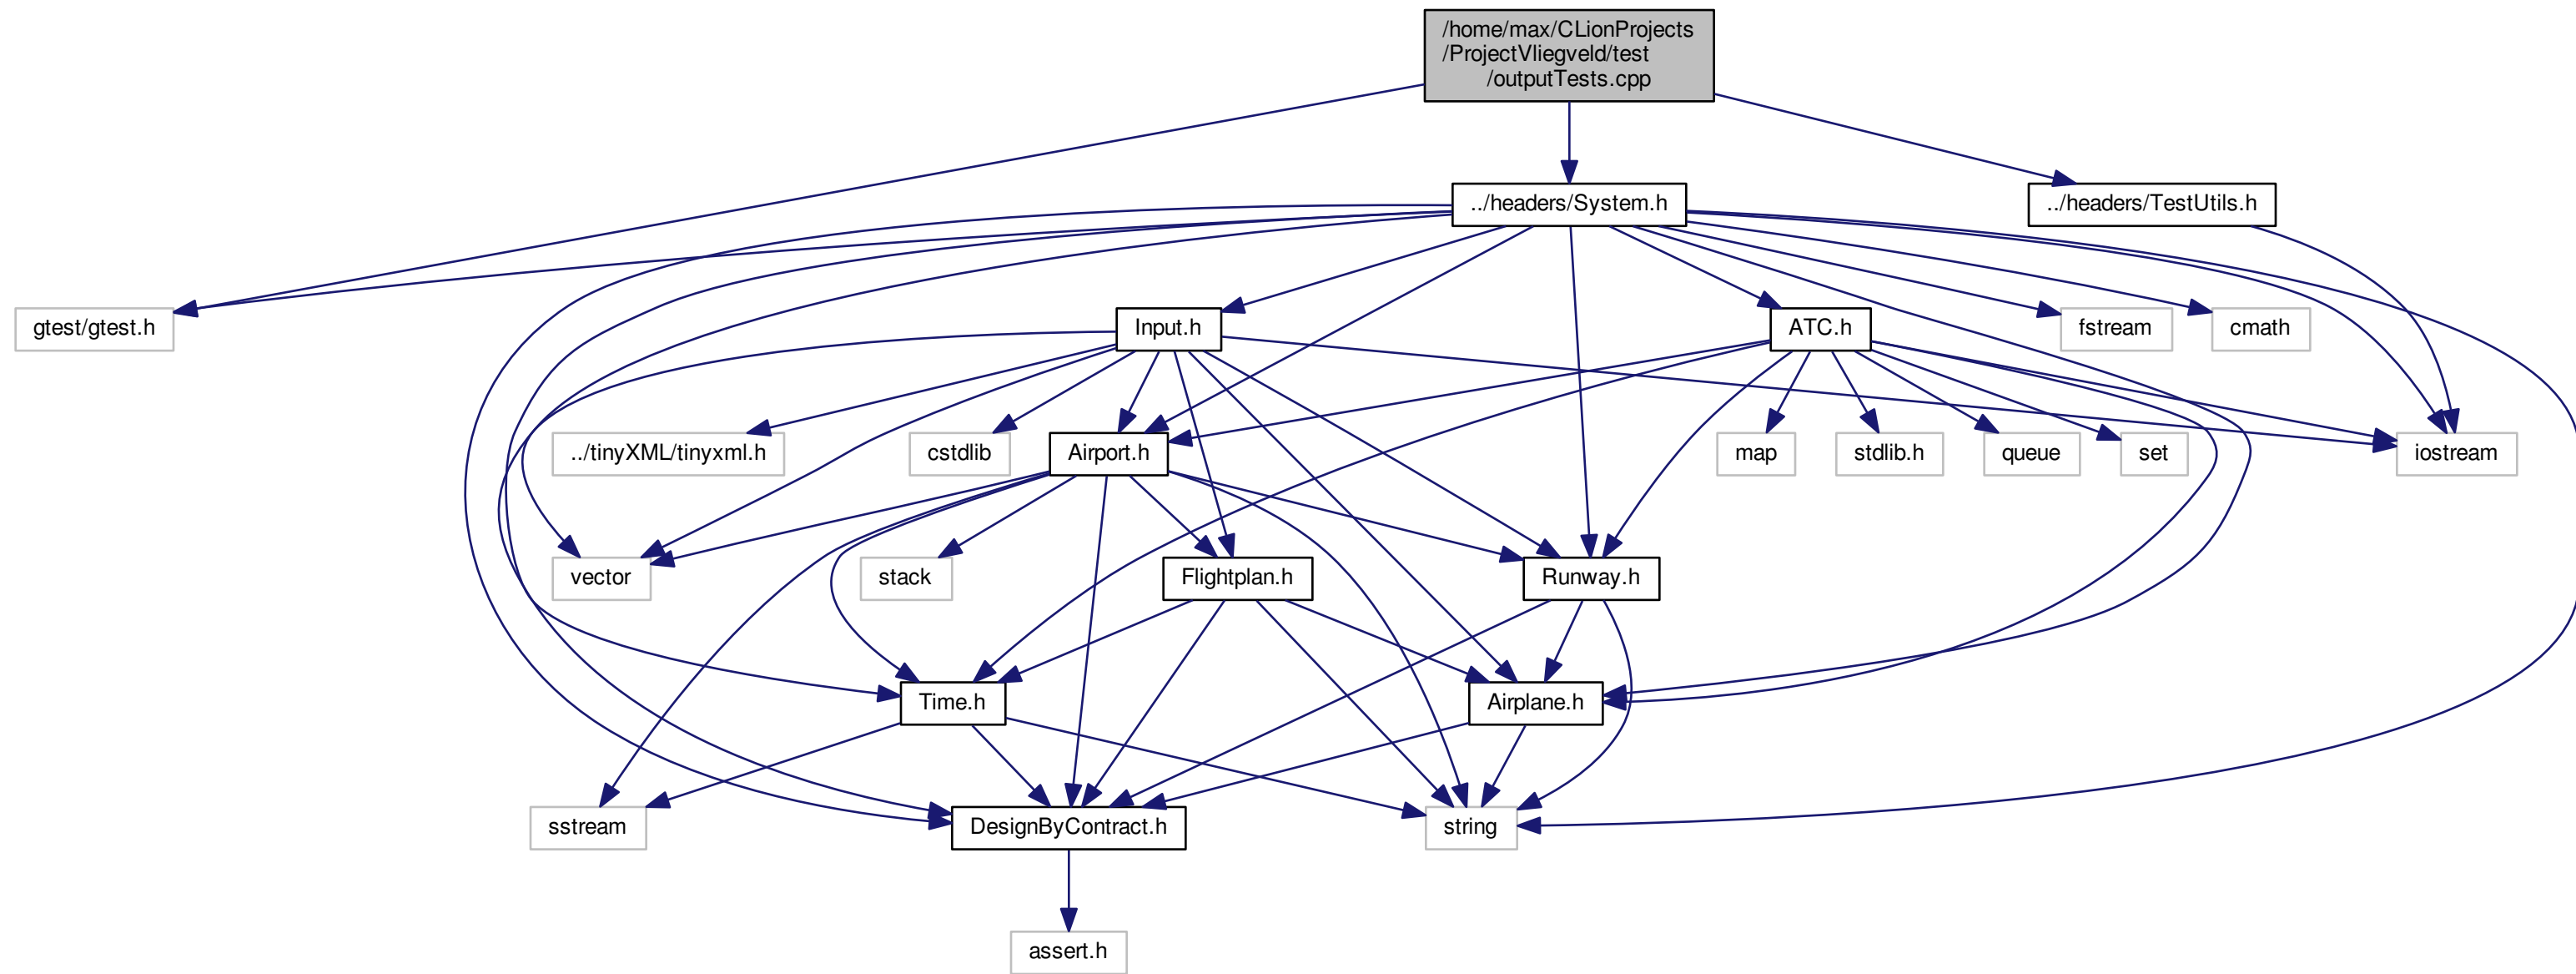 /home/max/CLionProjects
/ProjectVliegveld/test
/outputTests.cpp
../headers/System.h
../headers/TestUtils.h
gtest/gtest.h
Input.h
ATC.h
fstream
cmath
../tinyXML/tinyxml.h
cstdlib
Airport.h
map
stdlib.h
queue
set
iostream
vector
stack
Flightplan.h
Runway.h
Time.h
Airplane.h
sstream
DesignByContract.h
string
assert.h